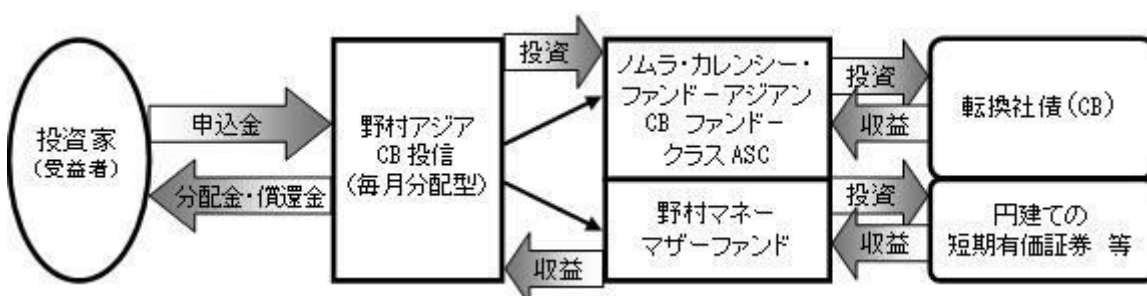 投資家
(受益者)
申込金
分配金・償還金
野村アジア
CB 投信
(毎月分配型)
投資
収益
ノムラ・カレンシー・
ファンドーアジアン
CB ファンドー
クラス ASC
野村マネー
マザーファンド
投資
収益
投資
収益
転換社債(CB)
円建ての
短期有価証券 等